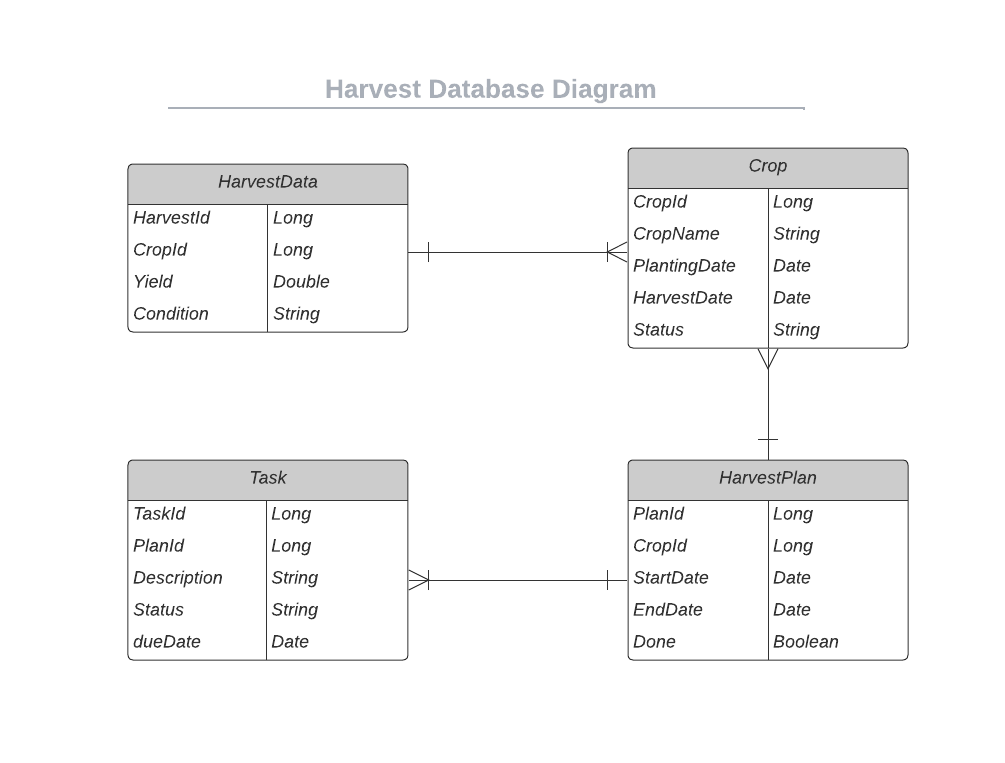 Harvest Database Diagram
HarvestData
HarvestId Long
CropId Long
Yield Double
Condition String
Crop
CropId Long
CropName String
PlantingDate Date
HarvestDate Date
Status String
Task
TaskId Long
PlanId Long
Description String
Status String
dueDate Date
HarvestPlan
PlanId Long
CropId Long
StartDate Date
EndDate Date
Done Boolean